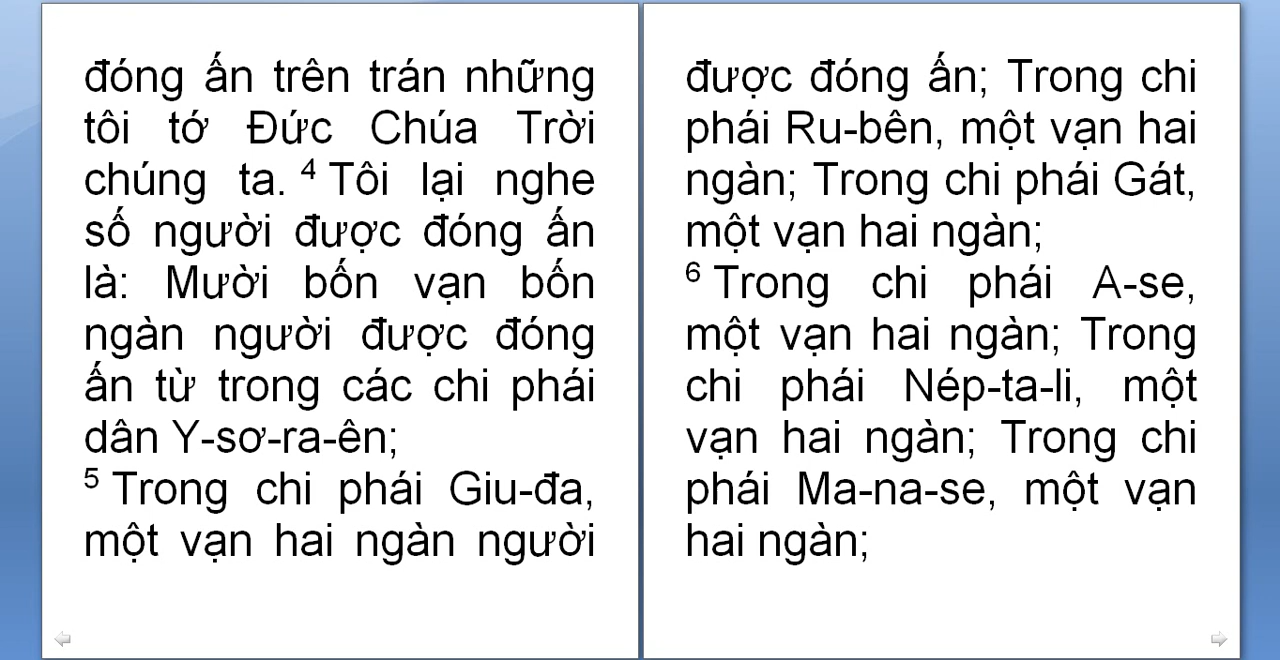 đóng ấn trên trán những
tôi tớ Đức Chúa Trời
chúng ta. 4 Tôi lại nghe
số người được đóng ấn
là: Mười bốn vạn bốn
ngàn người được đóng
ấn từ trong các chi phái
dân Y-sơ-ra-ên;
5 Trong chi phái Giu-đa,
một vạn hai ngàn người
được đóng ấn; Trong chi
phái Ru-bên, một vạn hai
ngàn; Trong chi phái Gát,
một vạn hai ngàn;
6 Trong chi phái A-se,
một vạn hai ngàn; Trong
chi phái Nép-ta-li, một
vạn hai ngàn; Trong chi
phái Ma-na-se, một vạn
hai ngàn;